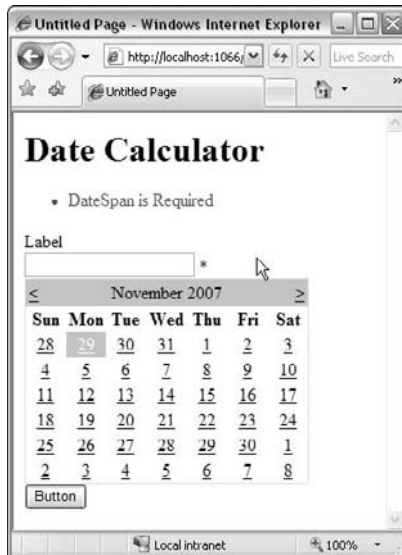 Untitled Page - Windows Internet Explorer
http://localhost:1066/
Live Search
Untitled Page
»
Date Calculator
• DateSpan is Required
Label
*
< November 2007 >
Sun Mon Tue Wed Thu Fri Sat
28 29 30 31 1 2 3
4 5 6 7 8 9 10
11 12 13 14 15 16 17
18 19 20 21 22 23 24
25 26 27 28 29 30 1
2 3 4 5 6 7 8
Button
Local intranet 100%